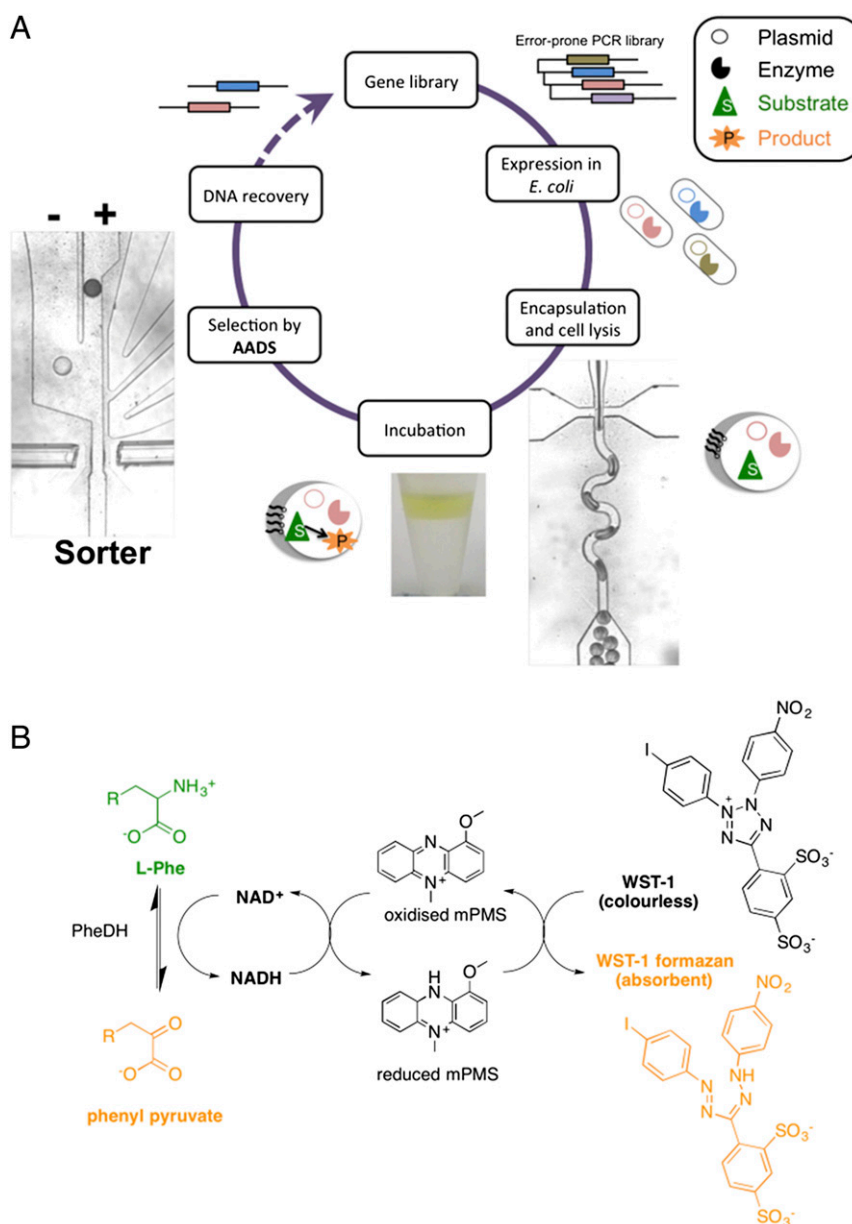 A
Gene library
Error-prone PCR library
Plasmid
Enzyme
S Substrate
P Product
Expression in
E. coli
Encapsulation
and cell lysis
S
Incubation
S P
Selection by
AADS
DNA recovery
- +
Sorter
B
R NH3+
-O O
L-Phe
PheDH
NAD+
NADH
R O
-O O
phenyl pyruvate
N O
N+
oxidised mPMS
H
N O
N+
reduced mPMS
NO2
I
N+ N
N N
SO3-
SO3-
WST-1
(colourless)
WST-1 formazan
(absorbent)
NO2
I
NH
N N
N
SO3-
SO3-